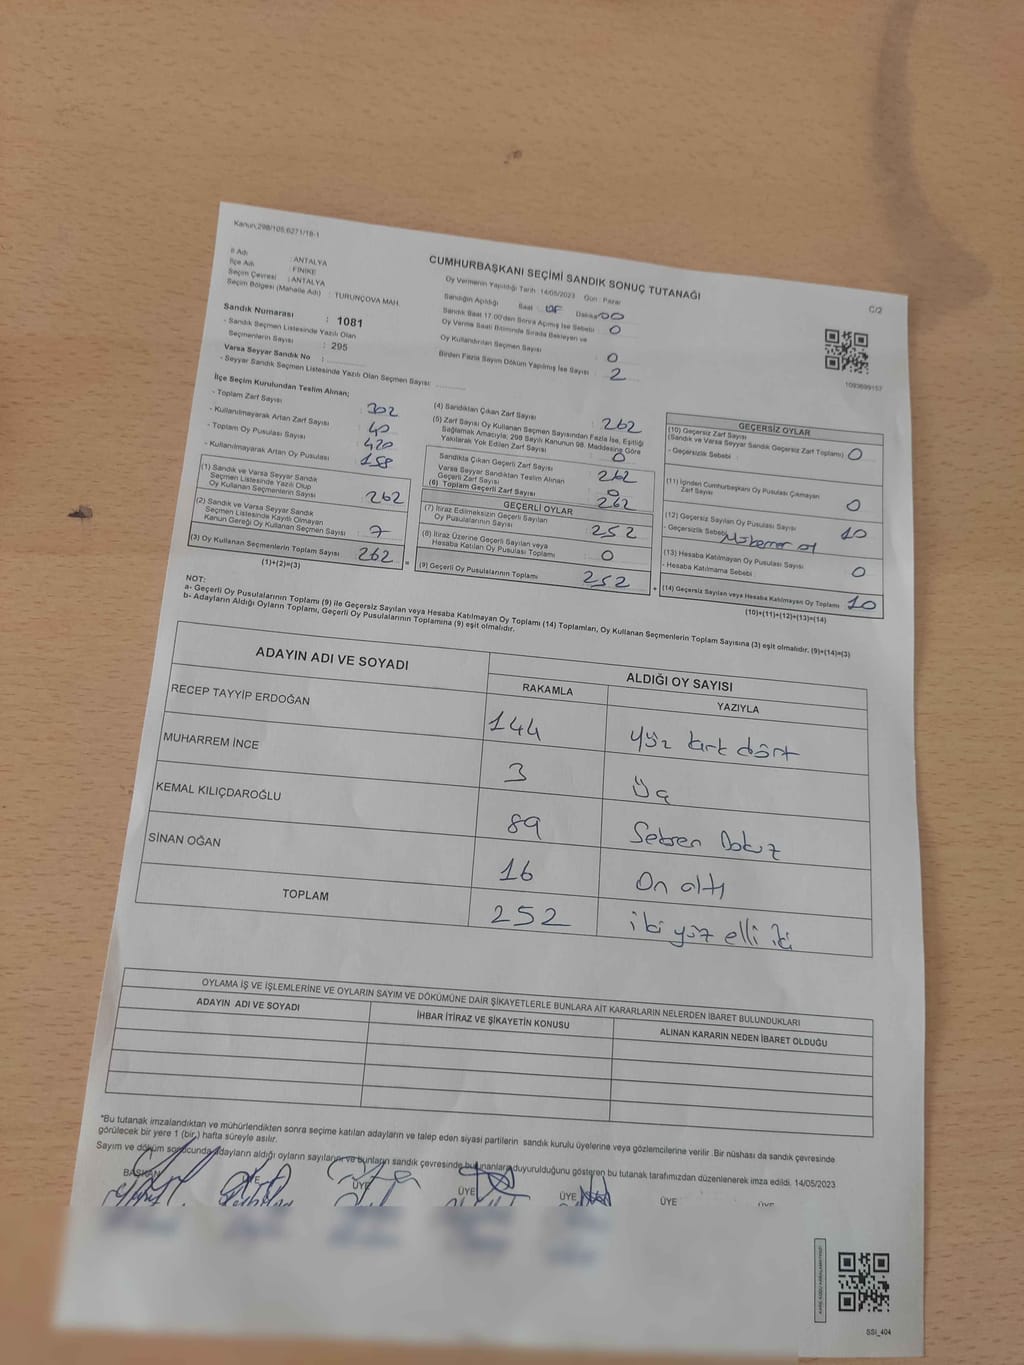 Kanun;298/105,6271/18-1
İl Adı : ANTALYA
İlçe Adı : FİNİKE
Seçim Çevresi : ANTALYA
Seçim Bölgesi (Mahalle Adı) : TURUNÇOVA MAH.
Sandık Numarası : 1081
- Sandık Seçmen Listesinde Yazılı Olan
Seçmenlerin Sayısı : 295
Varsa Seyyar Sandık No :
- Seyyar Sandık Seçmen Listesinde Yazılı Olan Seçmen Sayısı:
CUMHURBAŞKANI SEÇİMİ SANDIK SONUÇ TUTANAĞI
C/2
Oy Vermenin Yapıldığı Tarih : 14/05/2023 Gün : Pazar
Sandığın Açıldığı Saat : Dakika: 00
Sandık Saat 17.00'den Sonra Açılmış İse Sebebi : 0
Oy Verme Saati Bitiminde Sırada Bekleyen ve
Oy Kullandırılan Seçmen Sayısı : 0
Birden Fazla Sayım Döküm Yapılmış İse Sayısı : 2
1093699157
İlçe Seçim Kurulundan Teslim Alınan;
- Toplam Zarf Sayısı : 302
- Kullanılmayarak Artan Zarf Sayısı : 40
- Toplam Oy Pusulası Sayısı : 420
- Kullanılmayarak Artan Oy Pusulası : 158
(1) Sandık ve Varsa Seyyar Sandık
Seçmen Listesinde Yazılı Olup
Oy Kullanan Seçmenlerin Sayısı : 262
(2) Sandık ve Varsa Seyyar Sandık
Seçmen Listesinde Kayıtlı Olmayan
Kanun Gereği Oy Kullanan Seçmen Sayısı : 7
(3) Oy Kullanan Seçmenlerin Toplam Sayısı : 262
(1)+(2)=(3)
(4) Sandıktan Çıkan Zarf Sayısı : 262
(5) Zarf Sayısı Oy Kullanan Seçmen Sayısından Fazla İse, Eşitliği
Sağlamak Amacıyla, 298 Sayılı Kanunun 98. Maddesine Göre
Yakılarak Yok Edilen Zarf Sayısı : 0
Sandıkta Çıkan Geçerli Zarf Sayısı : 262
Varsa Seyyar Sandıktan Teslim Alınan
Geçerli Zarf Sayısı : 0
(6) Toplam Geçerli Zarf Sayısı : 262
GEÇERLİ OYLAR
(7) İtiraz Edilmeksizin Geçerli Sayılan
Oy Pusulalarının Sayısı : 252
(8) İtiraz Üzerine Geçerli Sayılan veya
Hesaba Katılan Oy Pusulası Toplamı : 0
(9) Geçerli Oy Pusulalarının Toplamı : 252
GEÇERSİZ OYLAR
(10) Geçersiz Zarf Sayısı
(Sandık ve Varsa Seyyar Sandık Geçersiz Zarf Toplamı) : 0
- Geçersizlik Sebebi :
(11) İçinden Cumhurbaşkanı Oy Pusulası Çıkmayan
Zarf Sayısı : 0
(12) Geçersiz Sayılan Oy Pusulası Sayısı : 10
- Geçersizlik Sebebi
(13) Hesaba Katılmayan Oy Pusulası Sayısı : 0
- Hesaba Katılmama Sebebi
(14) Geçersiz Sayılan veya Hesaba Katılmayan Oy Toplamı : 10
(10)+(11)+(12)+(13)=(14)
NOT:
a- Geçerli Oy Pusulalarının Toplamı (9) ile Geçersiz Sayılan veya Hesaba Katılmayan Oy Toplamı (14) Toplamları, Oy Kullanan Seçmenlerin Toplam Sayısına (3) eşit olmalıdır. (9)+(14)=(3)
b- Adayların Aldığı Oyların Toplamı, Geçerli Oy Pusulalarının Toplamına (9) eşit olmalıdır.
ADAYIN ADI VE SOYADI
ALDIĞI OY SAYISI
RAKAMLA YAZIYLA
RECEP TAYYİP ERDOĞAN 144 yüz kırk dört
MUHARREM İNCE 3 Üç
KEMAL KILIÇDAROĞLU 89 Seksen Dokuz
SİNAN OĞAN 16 On altı
TOPLAM 252 iki yüz elli iki
OYLAMA İŞ VE İŞLEMLERİNE VE OYLARIN SAYIM VE DÖKÜMÜNE DAİR ŞİKAYETLERLE BUNLARA AİT KARARLARIN NELERDEN İBARET BULUNDUKLARI
ADAYIN ADI VE SOYADI İHBAR İTİRAZ VE ŞİKAYETİN KONUSU ALINAN KARARIN NEDEN İBARET OLDUĞU
*Bu tutanak imzalandıktan ve mühürlendikten sonra seçime katılan adayların ve talep eden siyasi partilerin sandık kurulu üyelerine veya gözlemcilerine verilir .Bir nüshası da sandık çevresinde
görülecek bir yere 1 (bir,) hafta süreyle asılır.
Sayım ve döküm sonucunda adayların aldığı oyların sayılarını ve bunların sandık çevresinde bulunanlara duyurulduğunu gösteren bu tutanak tarafımızdan düzenlenerek imza edildi. 14/05/2023
BAŞKAN ÜYE ÜYE ÜYE ÜYE ÜYE
SSİ_404